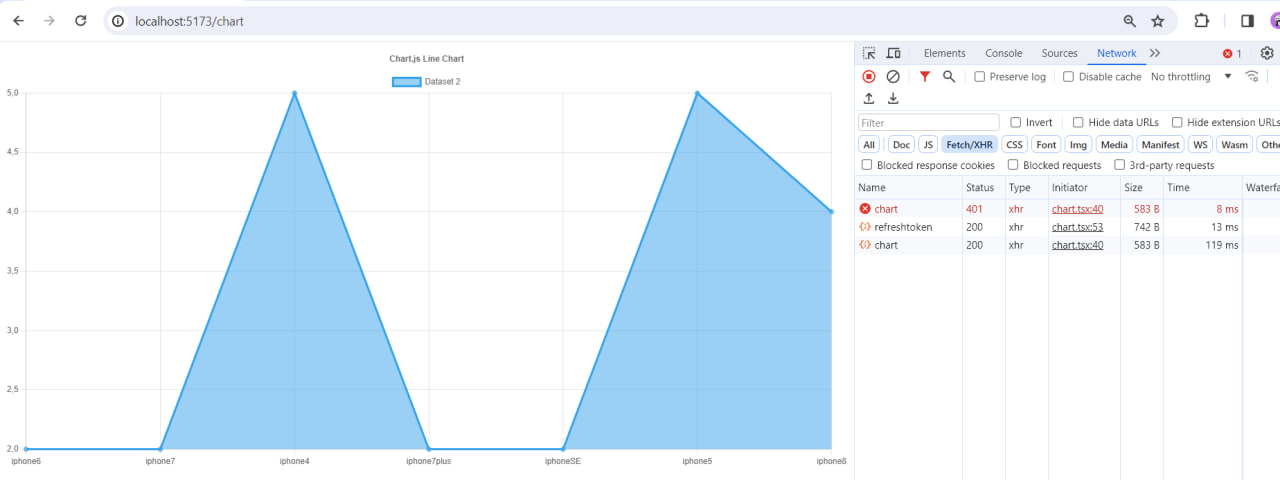 localhost:5173/chart
Chart.js Line Chart
Dataset 2
5,0
4,5
4,0
3,5
3,0
2,5
2,0
iphone6 iphone7 iphone4 iphone7plus iphoneSE iphone5 iphone8
Elements Console Sources Network 1
Preserve log Disable cache No throttling
Filter Invert Hide data URLs Hide extension URLs
All Doc JS Fetch/XHR CSS Font Img Media Manifest WS Wasm Othe
Blocked response cookies Blocked requests 3rd-party requests
Name Status Type Initiator Size Time Waterfa
chart 401 xhr chart.tsx:40 583 B 8 ms
refreshtoken 200 xhr chart.tsx:53 742 B 13 ms
chart 200 xhr chart.tsx:40 583 B 119 ms